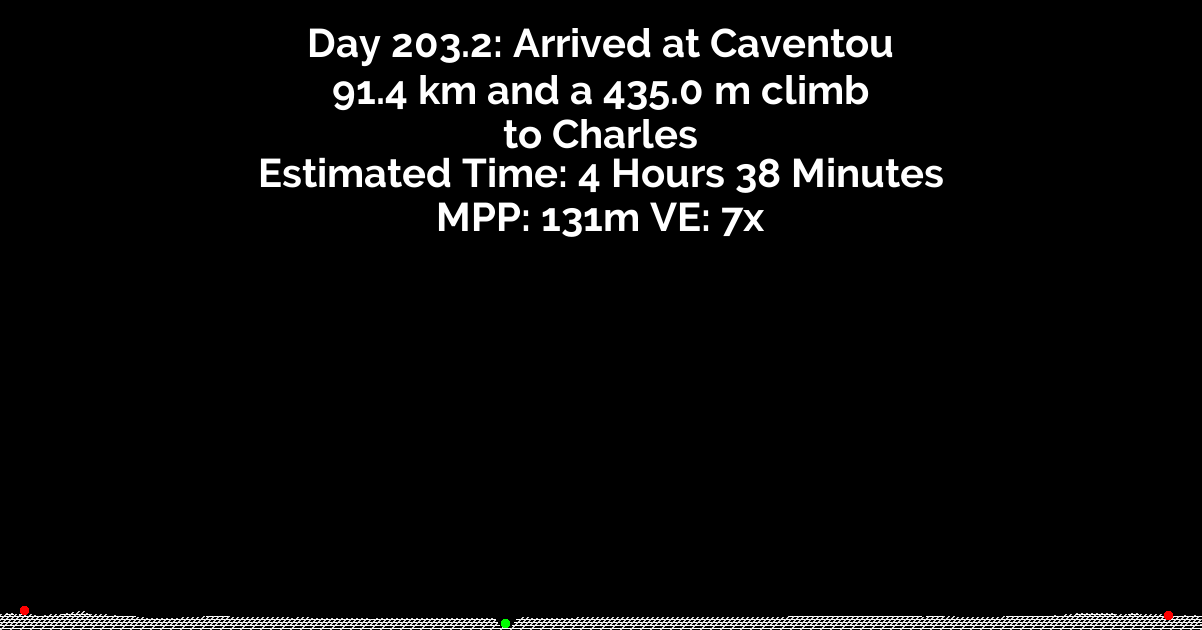 Day 203.2: Arrived at Caventou
91.4 km and a 435.0 m climb
to Charles
Estimated Time: 4 Hours 38 Minutes
MPP: 131m VE: 7x